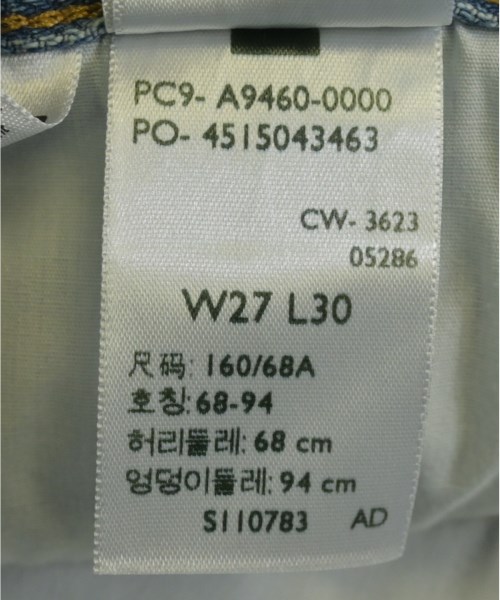 PC9- A9460-0000
PO- 4515043463
CW- 3623
05286
W27 L30
尺码: 160/68A
호칭: 68-94
허리둘레: 68 cm
엉덩이둘레: 94 cm
S110783 AD